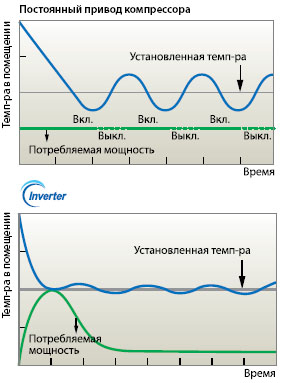 Постоянный привод компрессора
Темп-ра в помещении
Установленная темп-ра
Вкл. Вкл. Вкл.
Выкл. Выкл. Выкл.
Потребляемая мощность
Время
Inverter
Темп-ра в помещении
Установленная темп-ра
Потребляемая
мощность
Время